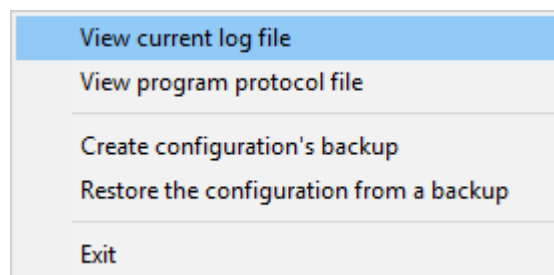 View current log file
View program protocol file
Create configuration's backup
Restore the configuration from a backup
Exit